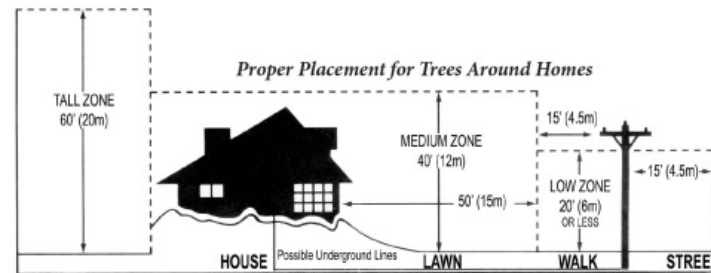 Proper Placement for Trees Around Homes
TALL ZONE
60' (20m)
MEDIUM ZONE
40' (12m)
15' (4.5m)
50' (15m)
LOW ZONE
20' (6m)
OR LESS
15' (4.5m)
HOUSE
Possible Underground Lines
LAWN
WALK
STREE